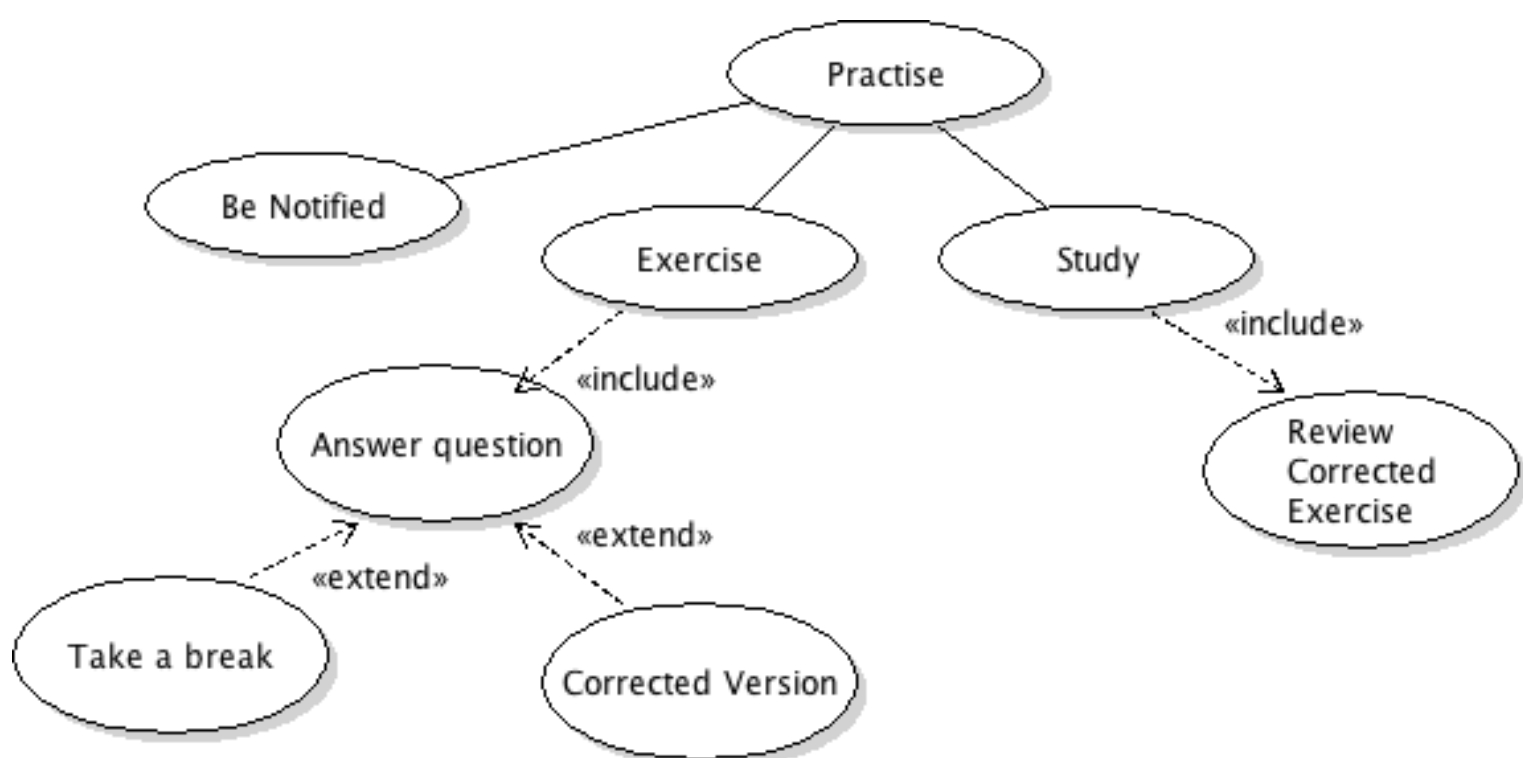 Practise
Be Notified
Exercise
Study
«include»
«include»
Answer question
Review
Corrected
Exercise
«extend»
«extend»
Take a break
Corrected Version